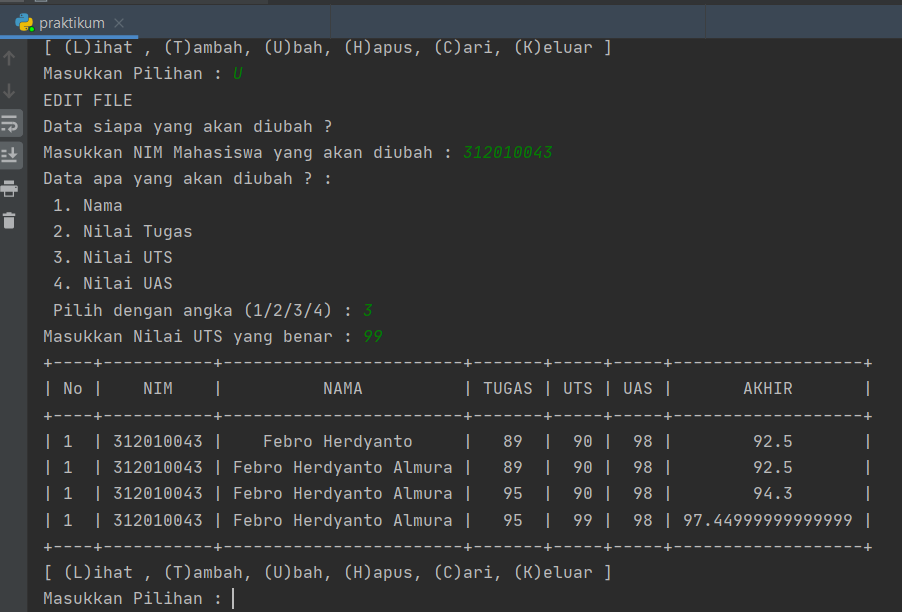 praktikum
[ (L)ihat , (T)ambah, (U)bah, (H)apus, (C)ari, (K)eluar ]
Masukkan Pilihan : U
EDIT FILE
Data siapa yang akan diubah ?
Masukkan NIM Mahasiswa yang akan diubah : 312010043
Data apa yang akan diubah ? :
 1. Nama
 2. Nilai Tugas
 3. Nilai UTS
 4. Nilai UAS
 Pilih dengan angka (1/2/3/4) : 3
Masukkan Nilai UTS yang benar : 99
+----+-----------+------------------------+-------+-----+-----+-------------------+
| No |    NIM    |          NAMA          | TUGAS | UTS | UAS |       AKHIR       |
+----+-----------+------------------------+-------+-----+-----+-------------------+
| 1  | 312010043 |    Febro Herdyanto     |   89  |  90 |  98 |        92.5       |
| 1  | 312010043 | Febro Herdyanto Almura |   89  |  90 |  98 |        92.5       |
| 1  | 312010043 | Febro Herdyanto Almura |   95  |  90 |  98 |        94.3       |
| 1  | 312010043 | Febro Herdyanto Almura |   95  |  99 |  98 | 97.44999999999999 |
+----+-----------+------------------------+-------+-----+-----+-------------------+
[ (L)ihat , (T)ambah, (U)bah, (H)apus, (C)ari, (K)eluar ]
Masukkan Pilihan :